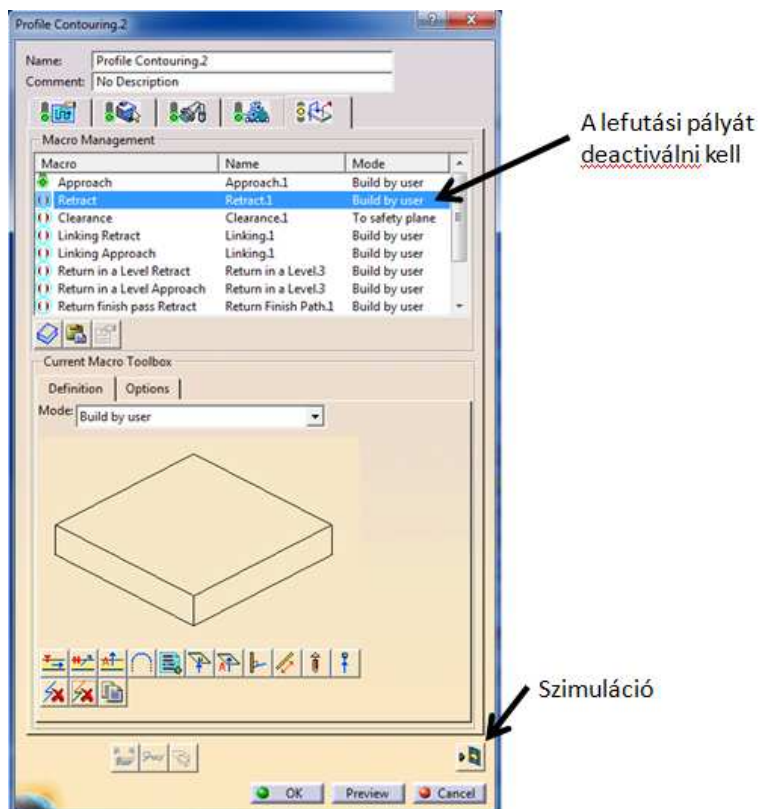 Profile Contouring.2
Name: Profile Contouring.2
Comment: No Description
Macro Management
Macro Name Mode
Approach Approach.1 Build by user
Retract Retract.1 Build by user
Clearance Clearance.1 To safety plane
Linking Retract Linking.1 Build by user
Linking Approach Linking.1 Build by user
Return in a Level Retract Return in a Level.3 Build by user
Return in a Level Approach Return in a Level.3 Build by user
Return finish pass Retract Return Finish Path.1 Build by user
Current Macro Toolbox
Definition Options
Mode: Build by user
OK Preview Cancel
A lefutási pályát
deactiválni kell
Szimuláció